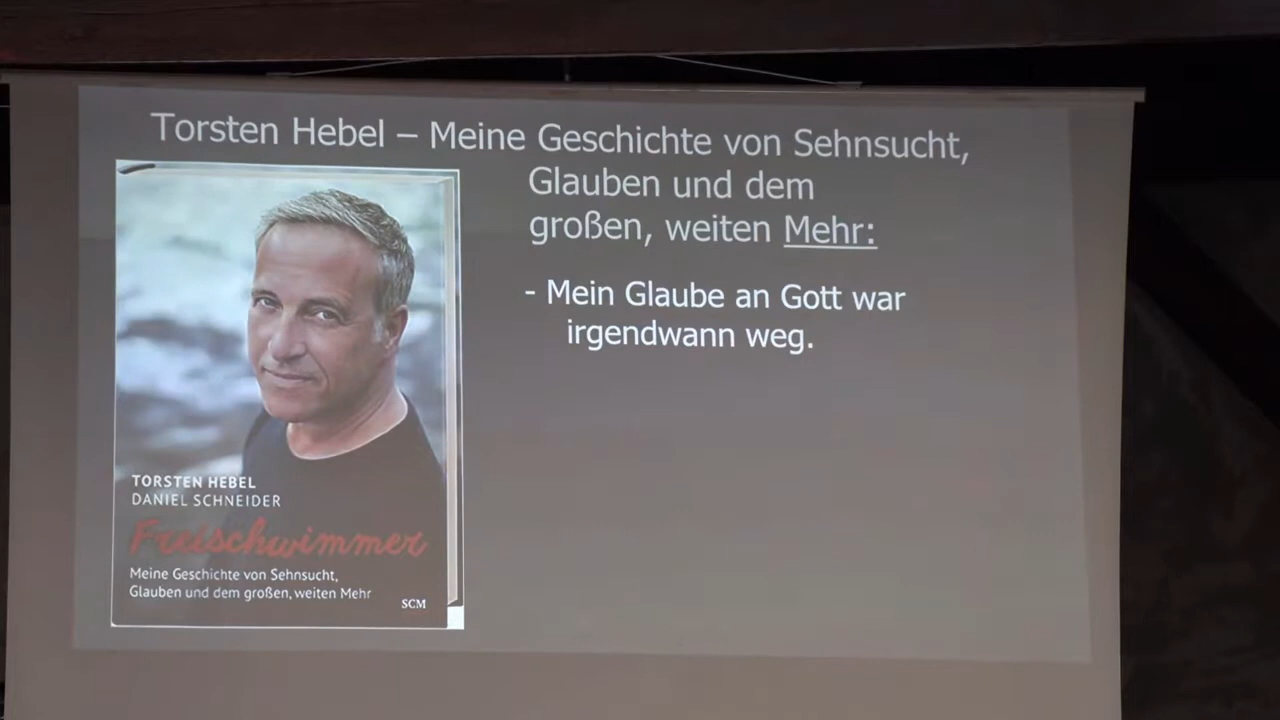 Torsten Hebel – Meine Geschichte von Sehnsucht,
Glauben und dem
großen, weiten Mehr:
- Mein Glaube an Gott war
irgendwann weg.
TORSTEN HEBEL
DANIEL SCHNEIDER
Freischwimmer
Meine Geschichte von Sehnsucht,
Glauben und dem großen, weiten Mehr
SCM